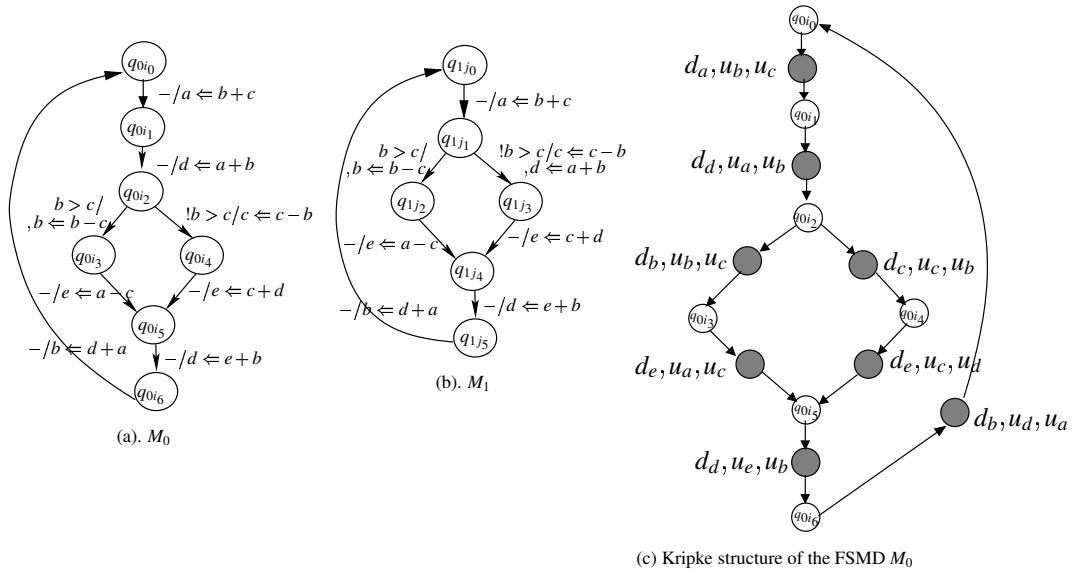 q0i0
−/a ⇐ b + c
q0i1
−/d ⇐ a + b
q0i2
b > c/
, b ⇐ b − c
!b > c/c ⇐ c − b
q0i3
q0i4
−/e ⇐ a − c
−/e ⇐ c + d
q0i5
−/b ⇐ d + a
−/d ⇐ e + b
q0i6
(a). M0
q1j0
−/a ⇐ b + c
q1j1
b > c/
, b ⇐ b − c
!b > c/c ⇐ c − b
, d ⇐ a + b
q1j2
q1j3
−/e ⇐ a − c
−/e ⇐ c + d
q1j4
−/b ⇐ d + a
−/d ⇐ e + b
q1j5
(b). M1
q0i0
da, ub, uc
q0i1
dd, ua, ub
q0i2
db, ub, uc
dc, uc, ub
q0i3
q0i4
de, ua, uc
de, uc, ud
q0i5
db, ud, ua
dd, ue, ub
q0i6
(c) Kripke structure of the FSMD M0